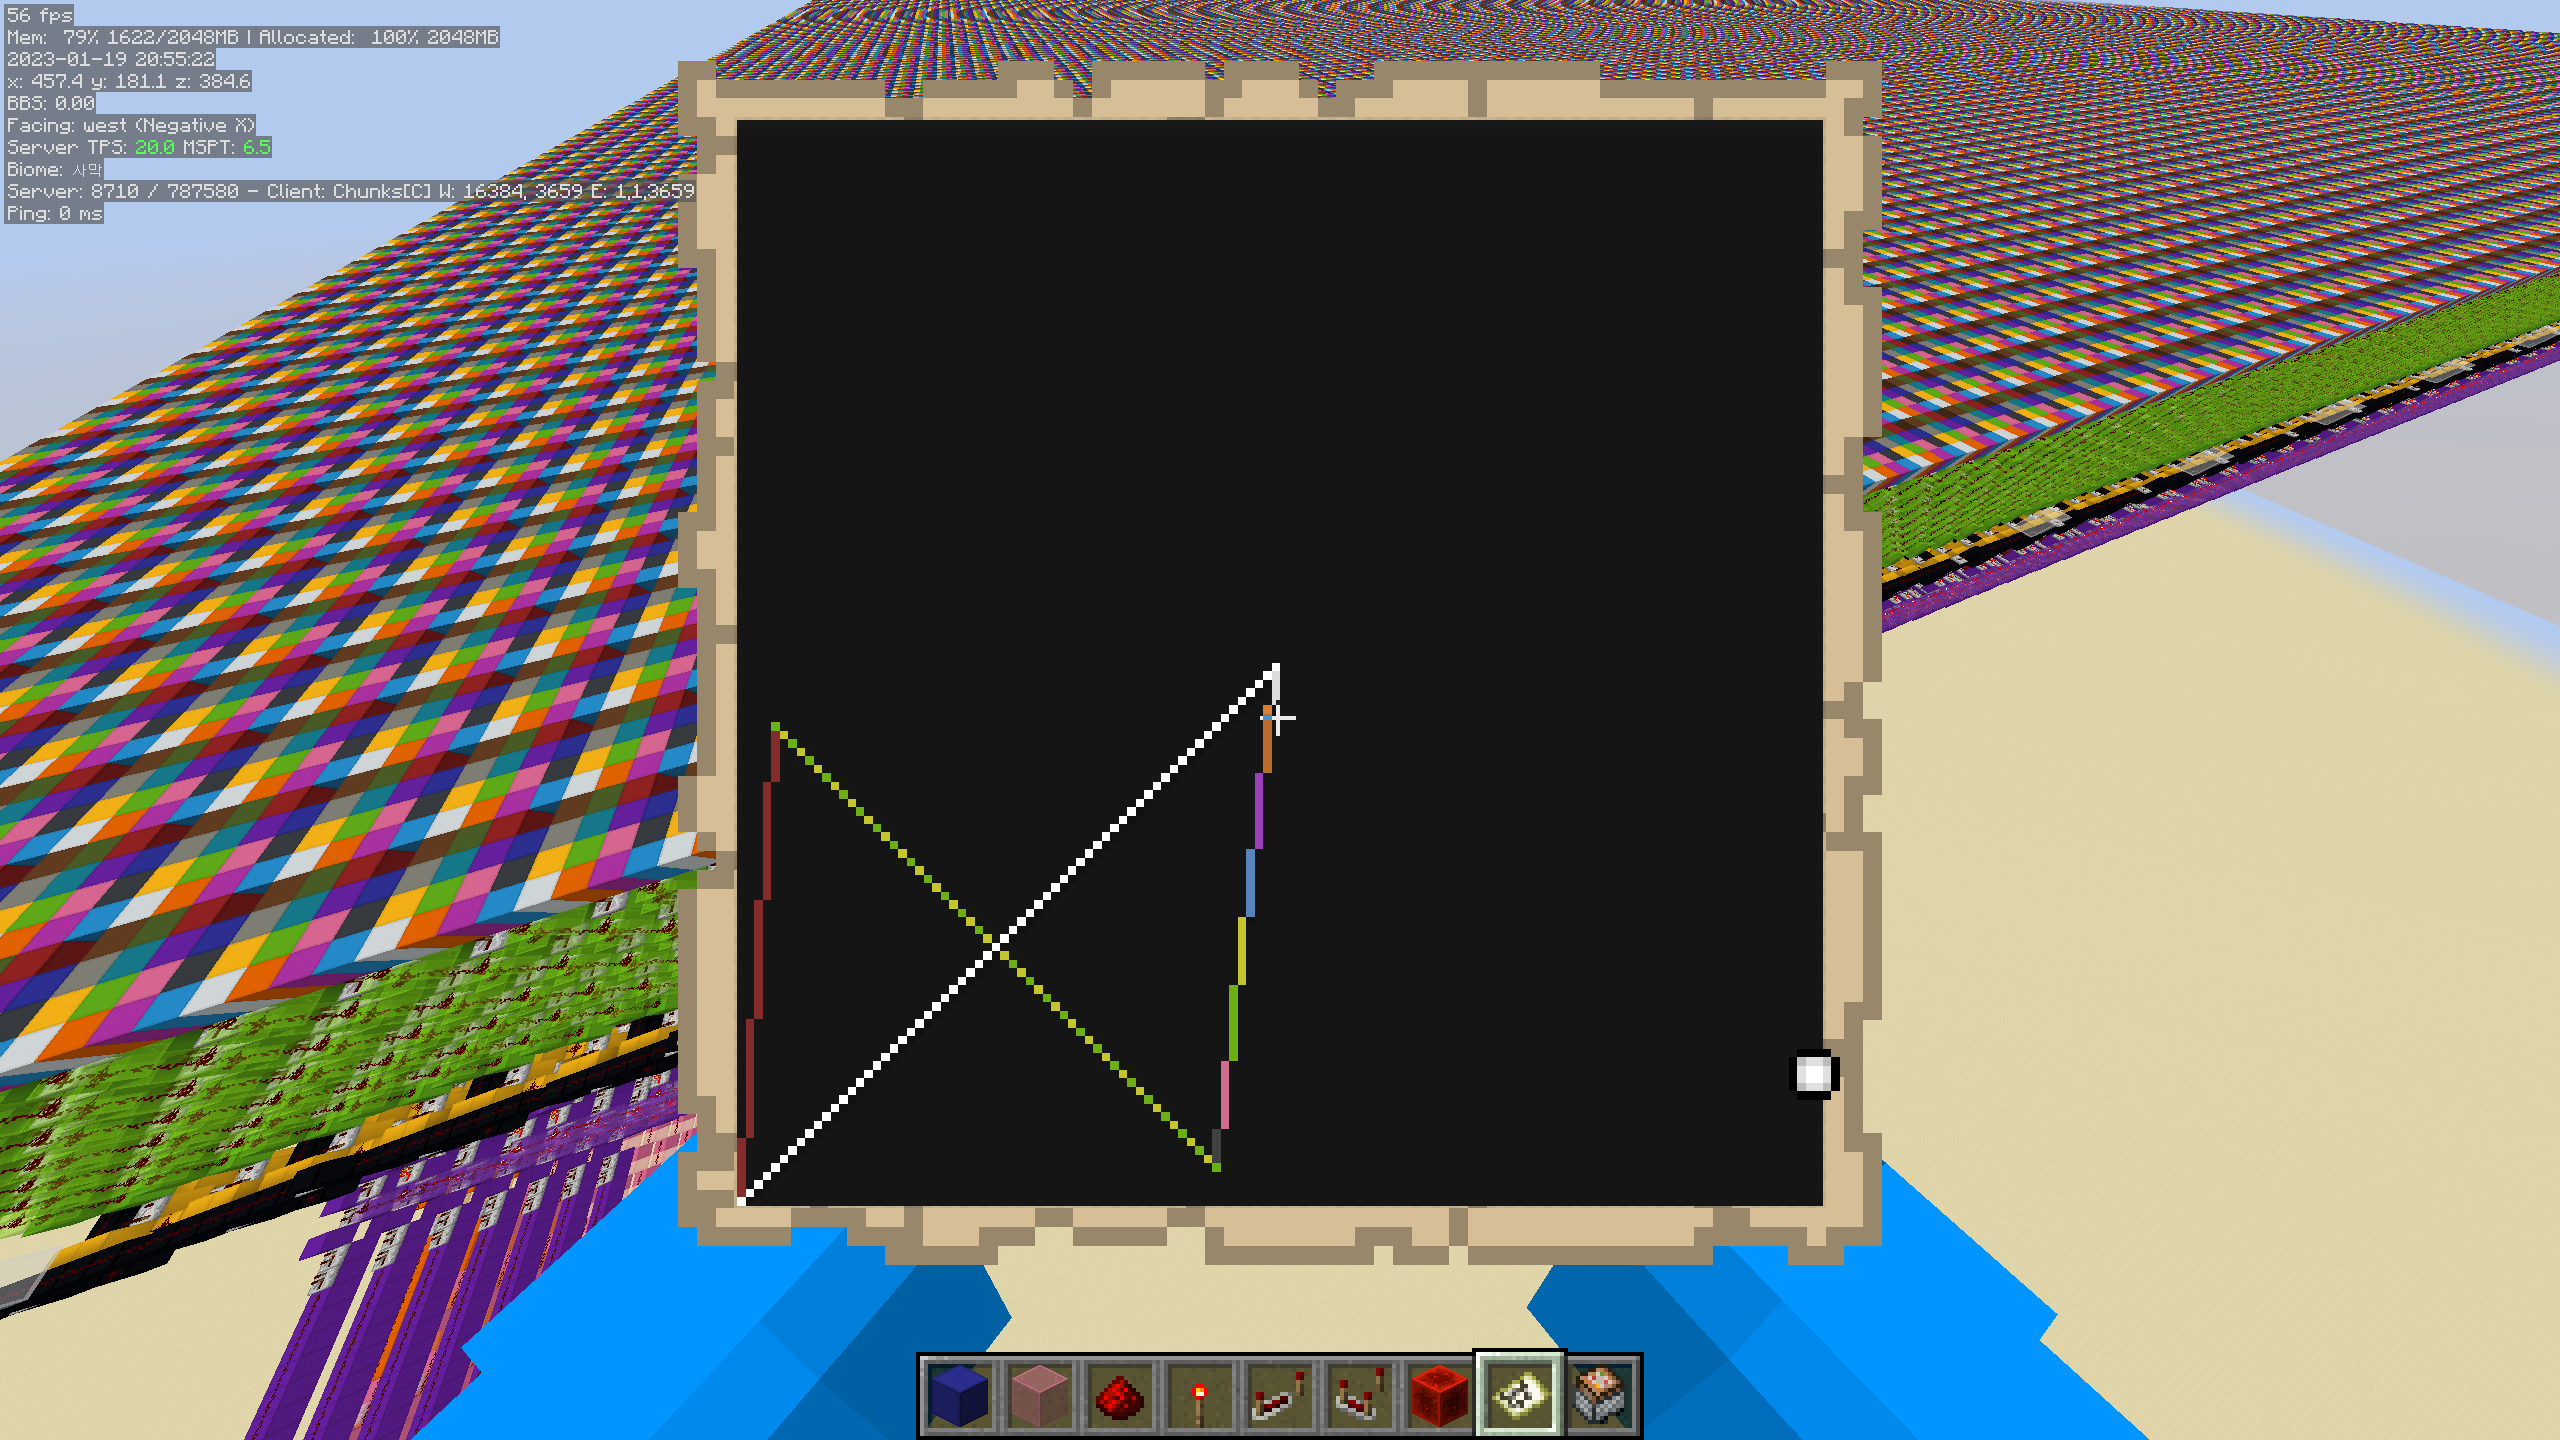 56 fps
Mem: 79% 1622/2048MB | Allocated: 100% 2048MB
2023-01-19 20:55:22
x: 457.4 y: 181.1 z: 384.6
BBS: 0.00
Facing: west (Negative X)
Server TPS: 20.0 MSPT: 6.5
Biome: 사막
Server: 8710 / 787580 - Client: Chunks[C] W: 16384, 3659 E: 1,1,3659
Ping: 0 ms